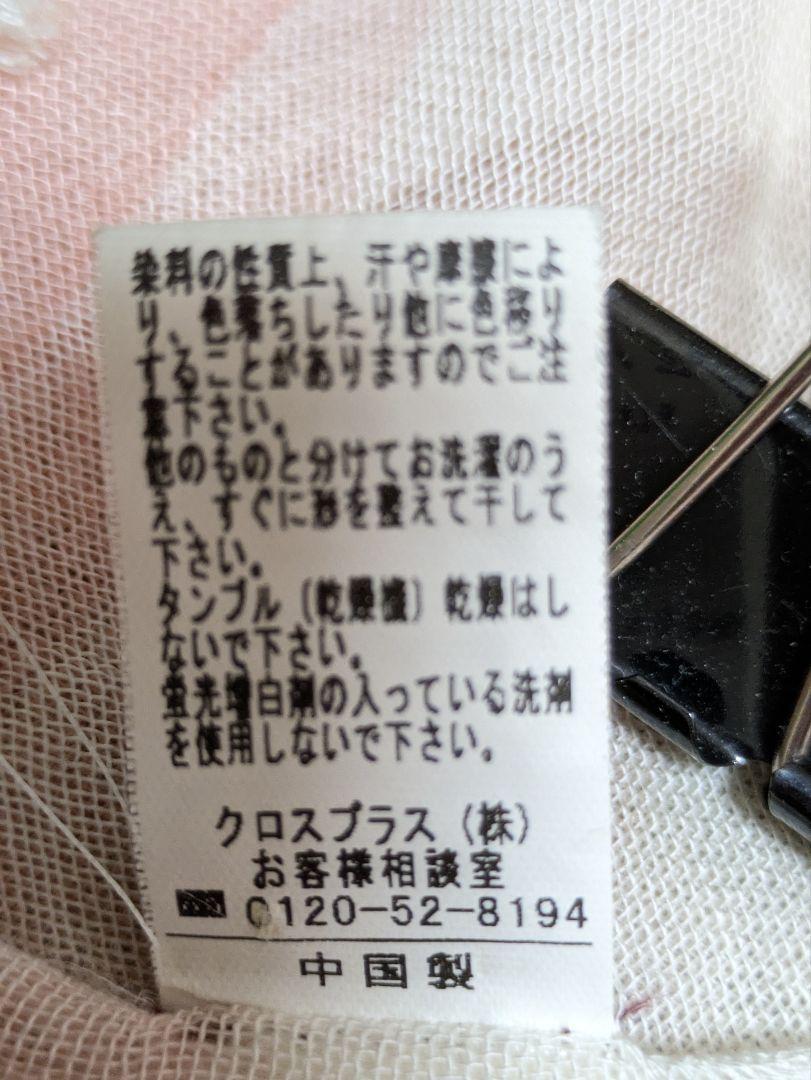 染料の性質上、汗や摩擦によ
り、色落ちしたり他に色移り
することがありますのでご注
意下さい。
他のものと分けてお洗濯のう
え、すぐに形を整えて干して
下さい。
タンブル(乾燥機)乾燥はし
ないで下さい。
蛍光増白剤の入っている洗剤
を使用しないで下さい。
クロスプラス(株)
お客様相談室
0120-52-8194
中国製